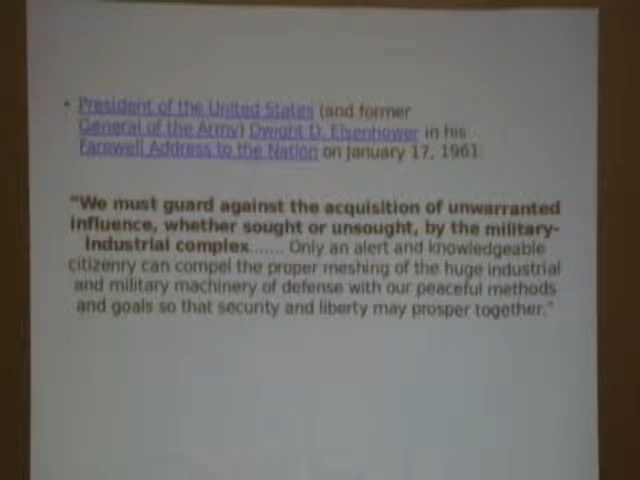 • President of the United States (and former
General of the Army) Dwight D. Eisenhower in his
Farewell Address to the Nation on January 17, 1961:
"We must guard against the acquisition of unwarranted
influence, whether sought or unsought, by the military-
industrial complex....... Only an alert and knowledgeable
citizenry can compel the proper meshing of the huge industrial
and military machinery of defense with our peaceful methods
and goals so that security and liberty may prosper together."